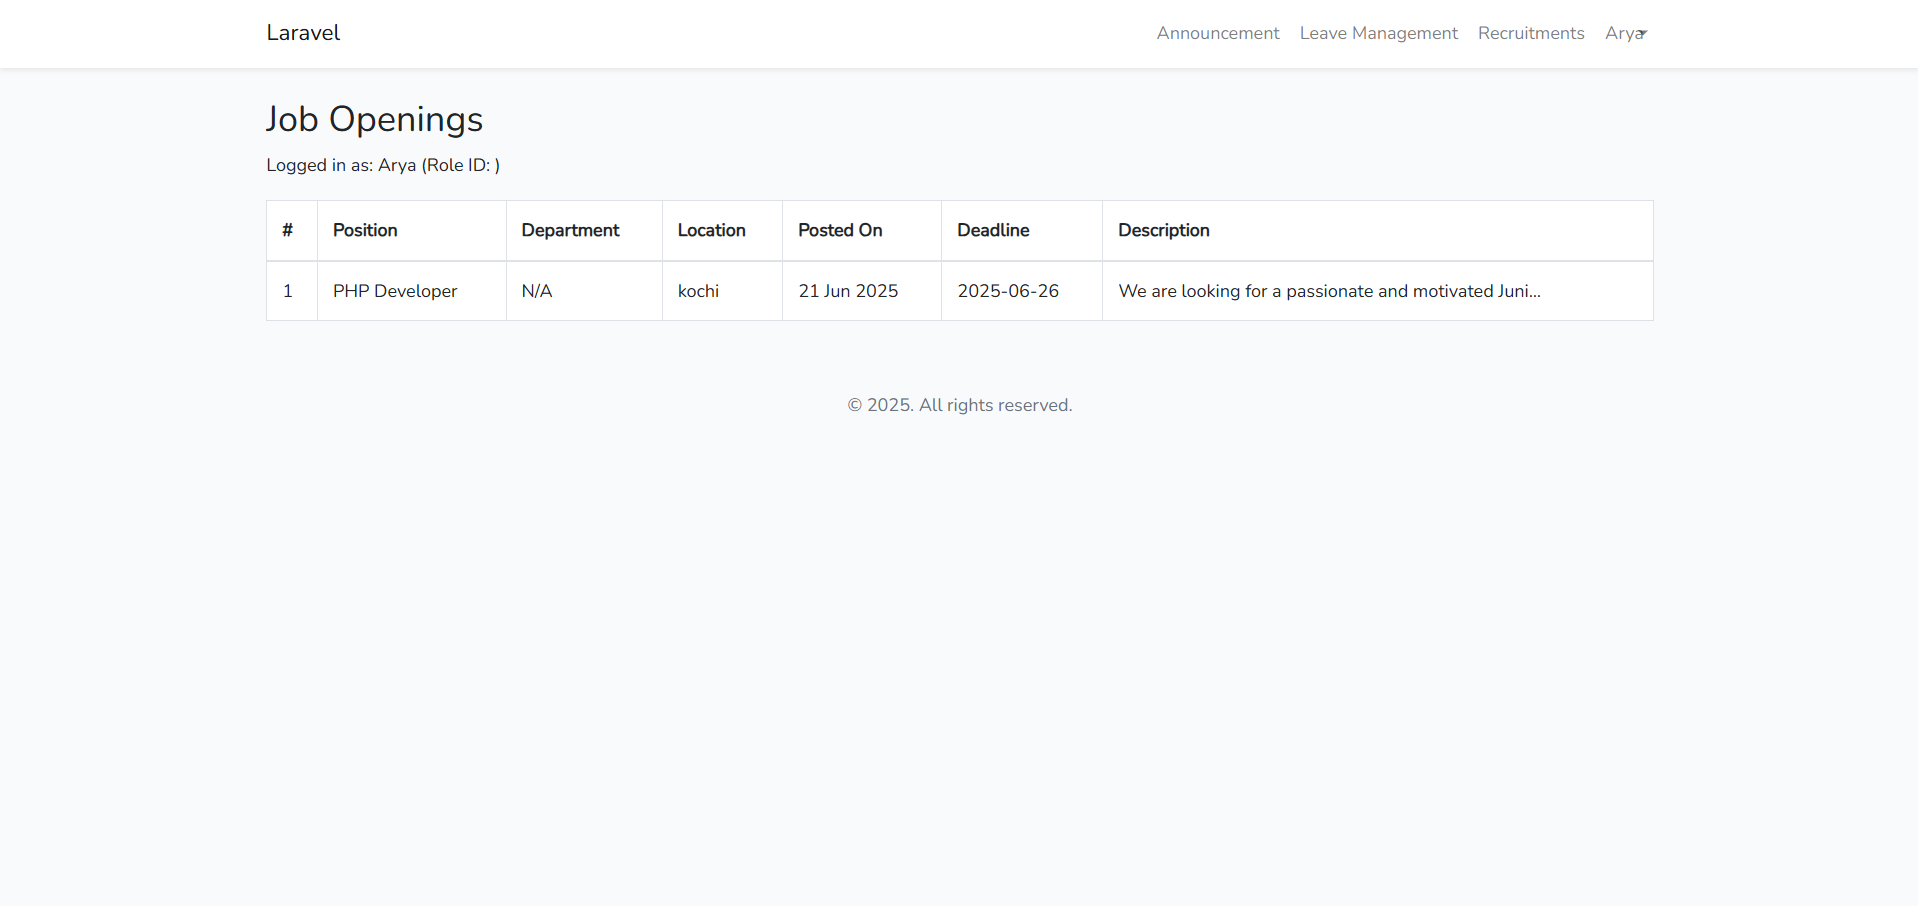 Laravel Announcement Leave Management Recruitments Arya
Job Openings
Logged in as: Arya (Role ID: )
# Position Department Location Posted On Deadline Description
1 PHP Developer N/A kochi 21 Jun 2025 2025-06-26 We are looking for a passionate and motivated Juni...
© 2025. All rights reserved.